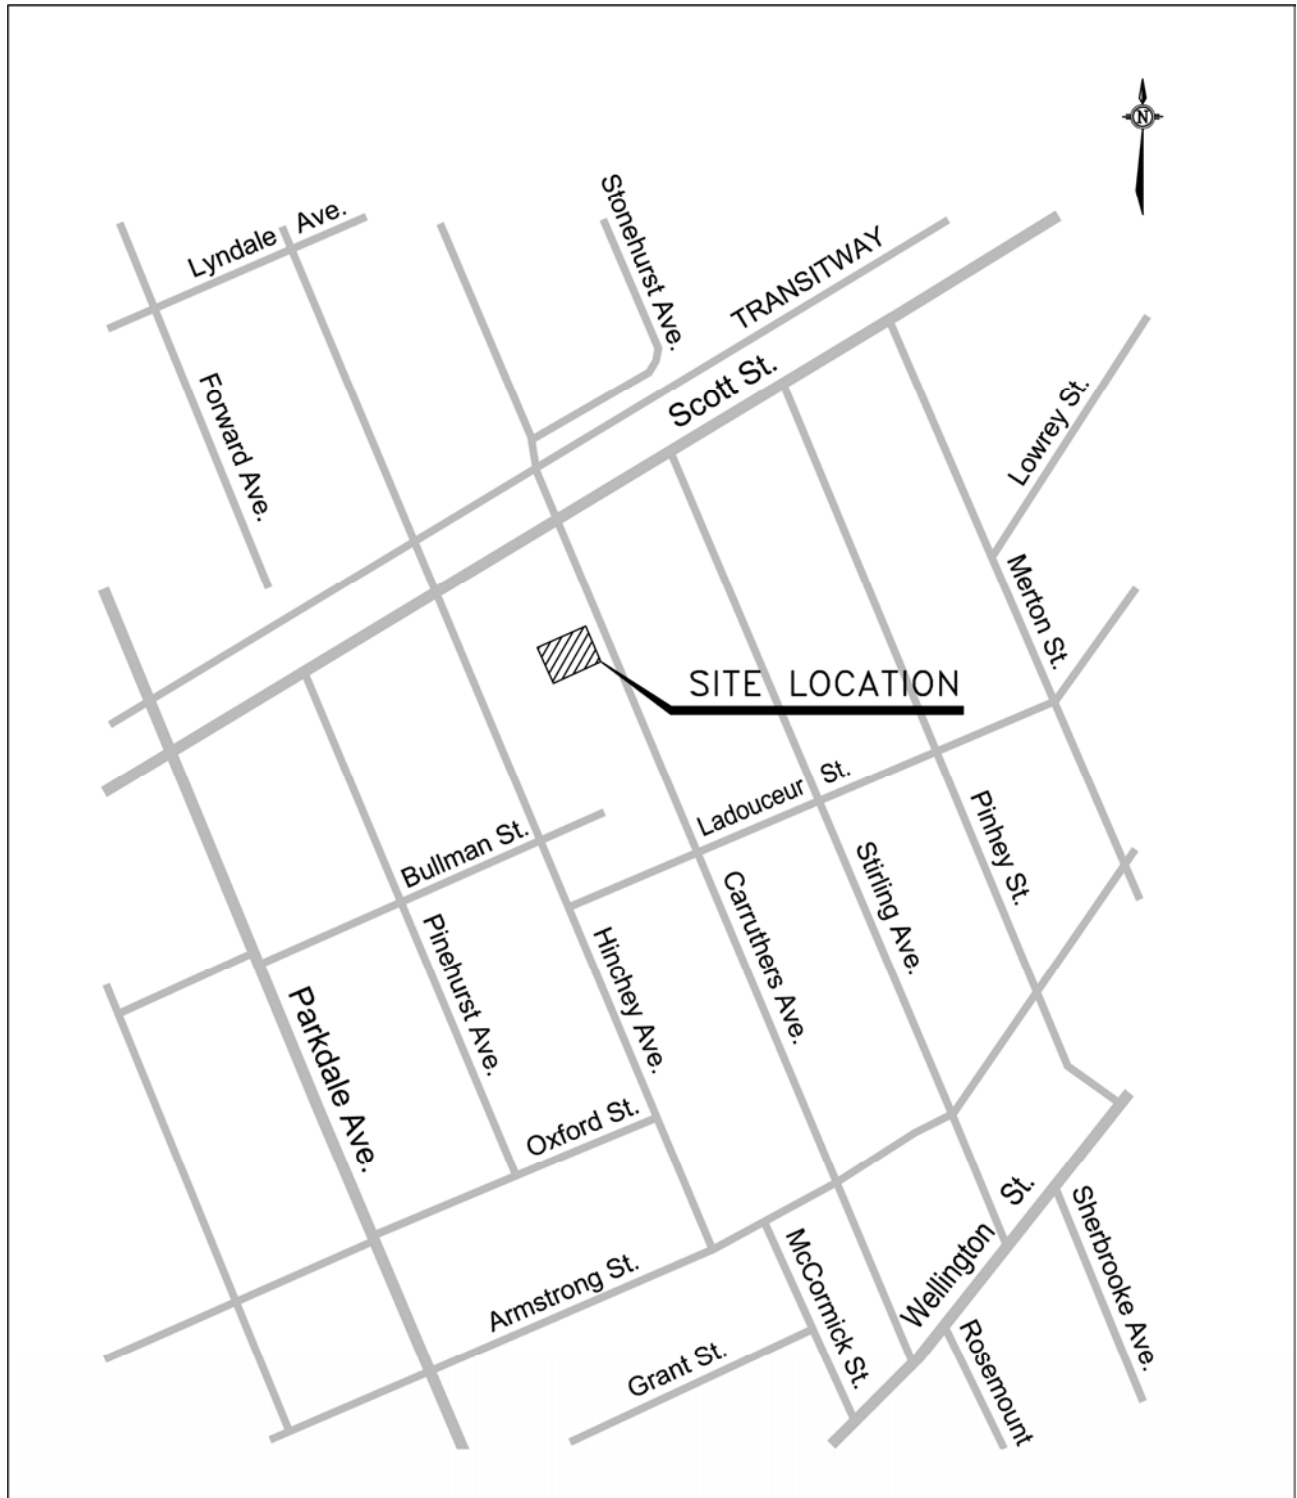 N
Stonehurst Ave.
Lyndale Ave.
TRANSITWAY
Scott St.
Forward Ave.
Lowrey St.
Merton St.
SITE LOCATION
Ladouceur St.
Bullman St.
Pinhey St.
Stirling Ave.
Carruthers Ave.
Pinehurst Ave.
Hinchey Ave.
Parkdale Ave.
Oxford St.
Wellington St.
Sherbrooke Ave.
McCormick St.
Armstrong St.
Rosemount
Grant St.